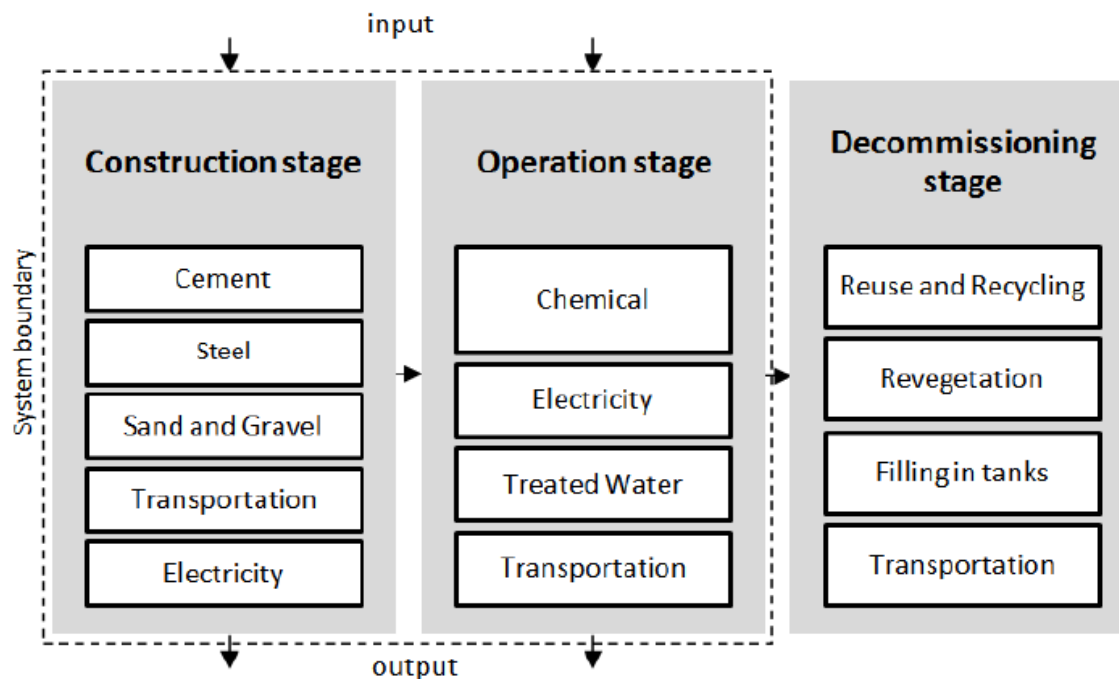 input
System boundary
Construction stage
Cement
Steel
Sand and Gravel
Transportation
Electricity
Operation stage
Chemical
Electricity
Treated Water
Transportation
Decommissioning
stage
Reuse and Recycling
Revegetation
Filling in tanks
Transportation
output